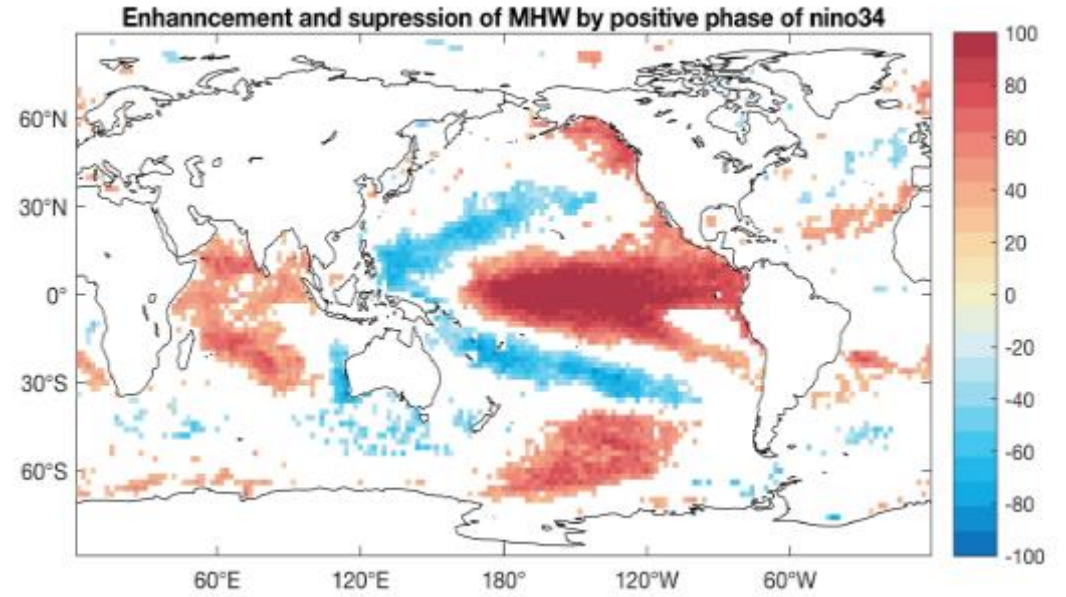 Enhanncement and supression of MHW by positive phase of nino34
100
80
60
40
20
0
-20
-40
-60
-80
-100
60°N
30°N
0°
30°S
60°S
60°E 120°E 180° 120°W 60°W